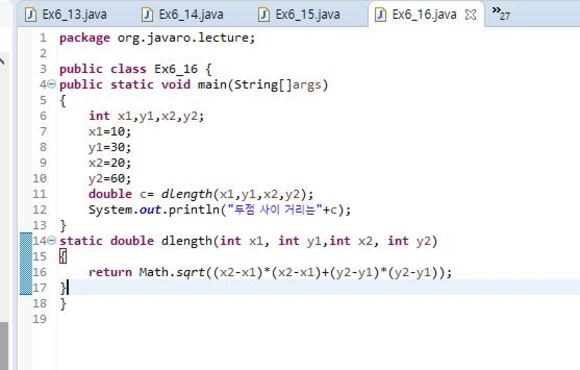 Ex6_13.java Ex6_14.java Ex6_15.java Ex6_16.java »27
1 package org.javaro.lecture;
2
3 public class Ex6_16 {
4 public static void main(String[]args)
5 {
6 int x1,y1,x2,y2;
7 x1=10;
8 y1=30;
9 x2=20;
10 y2=60;
11 double c= dlength(x1,y1,x2,y2);
12 System.out.println("두점 사이 거리는"+c);
13 }
14 static double dlength(int x1, int y1,int x2, int y2)
15 {
16 return Math.sqrt((x2-x1)*(x2-x1)+(y2-y1)*(y2-y1));
17 }
18 }
19